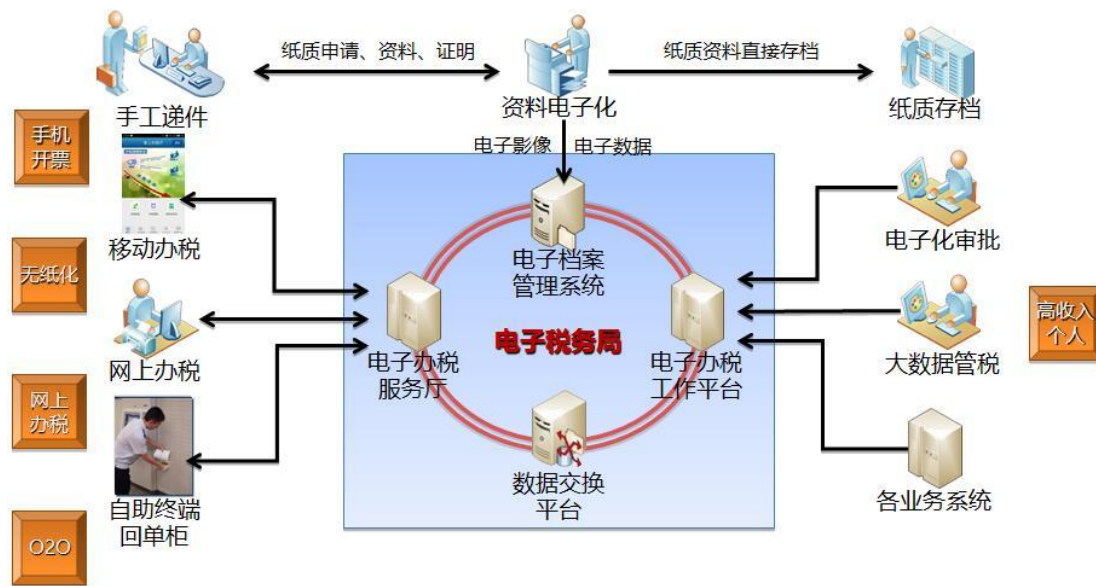 纸质申请、资料、证明
纸质资料直接存档
手工递件
资料电子化
纸质存档
手机
开票
电子影像
电子数据
移动办税
电子化审批
无纸化
电子档案
管理系统
高收入
个人
网上办税
电子办税
服务厅
电子税务局
电子办税
工作平台
大数据管税
网上
办税
数据交换
平台
自助终端
回单柜
各业务系统
O2O